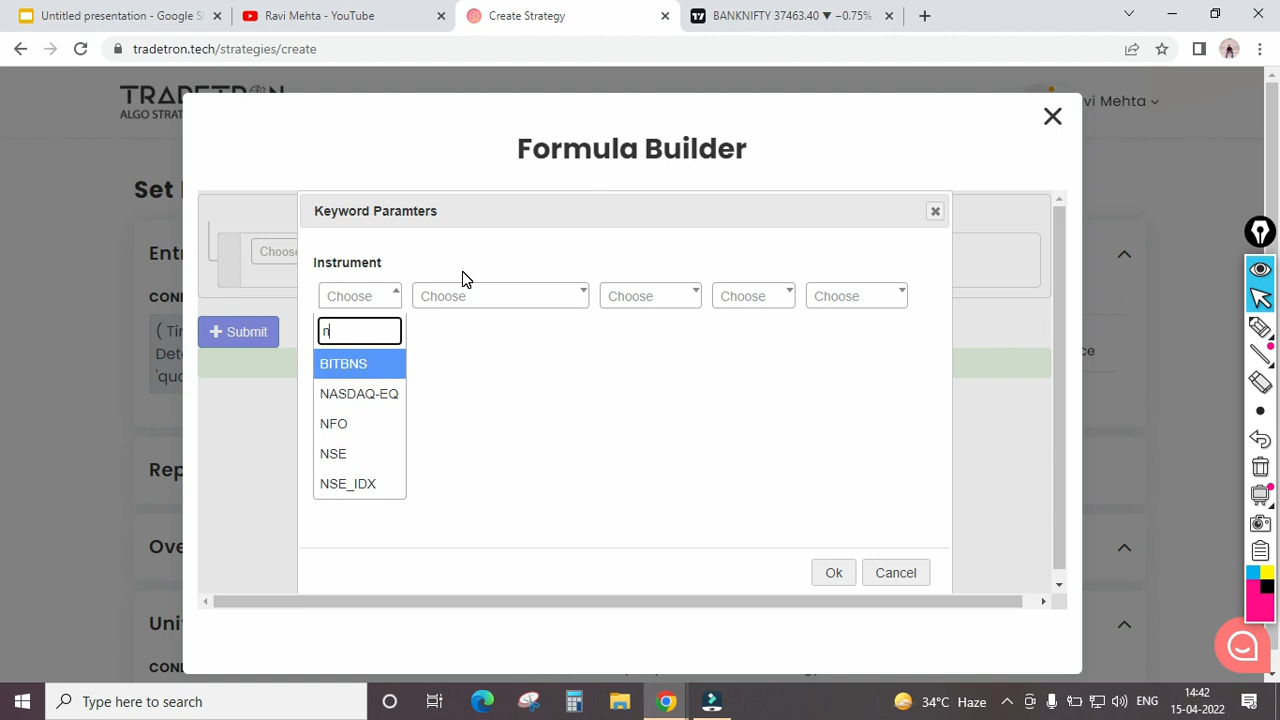 Untitled presentation - Google S
Ravi Mehta - YouTube
Create Strategy
BANKNIFTY 37463.40 ▼ −0.75%
tradetron.tech/strategies/create
TRADETRON
ALGO STRAT
vi Mehta
Formula Builder
Set
Keyword Paramters
Entr
Choose
Instrument
CON
Choose
Choose
Choose
Choose
Choose
( Tir
Submit
n
Dete
ce
'quo
BITBNS
NASDAQ-EQ
NFO
NSE
Rep
NSE_IDX
Ove
Ok
Cancel
Uni
CON
Type here to search
34°C Haze
ENG
14:42
15-04-2022